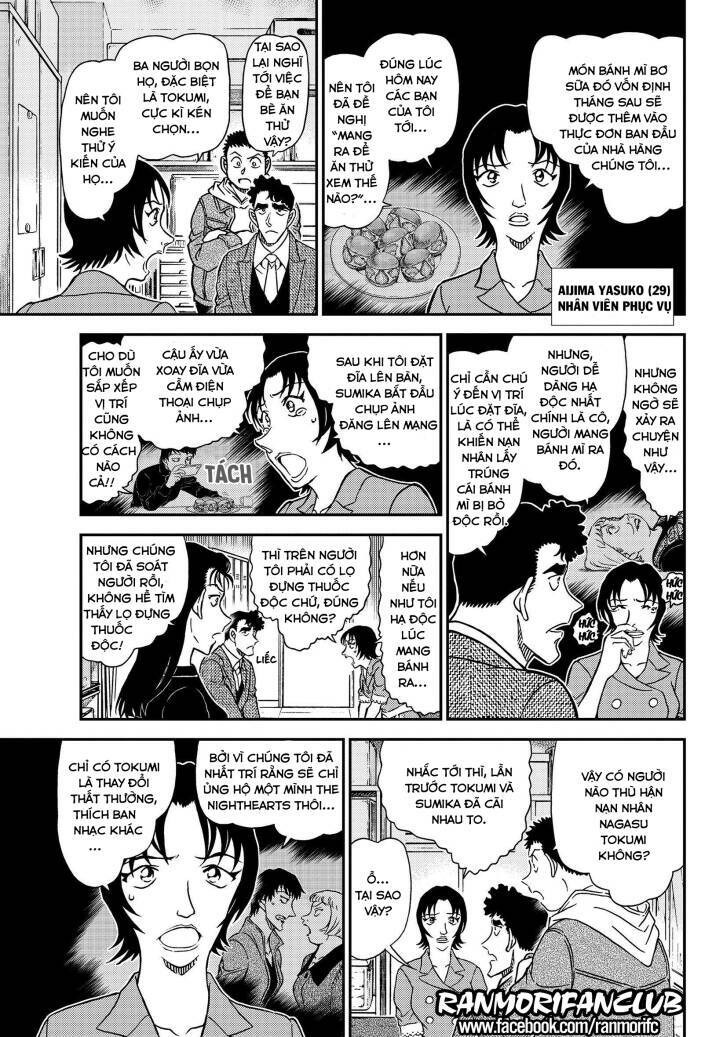 MÓN BÁNH MÌ BƠ
SỮA ĐÓ VỐN ĐỊNH
THÁNG SAU SẼ
ĐƯỢC THÊM VÀO
THỰC ĐƠN BAN ĐẦU
CỦA NHÀ HÀNG
CHÚNG TÔI...
ĐÚNG LÚC
HÔM NAY
CÁC BẠN
CỦA TÔI
TỚI...
NÊN TÔI
ĐÃ ĐỀ
NGHỊ
“MANG
RA ĐỂ
ĂN THỬ
XEM THẾ
NÀO?”...
AIJIMA YASUKO (29)
NHÂN VIÊN PHỤC VỤ
TẠI SAO
LẠI NGHĨ
TỚI VIỆC
ĐỂ BẠN
BÈ ĂN
THỬ VẬY?
BA NGƯỜI BỌN
HỌ, ĐẶC BIỆT
LÀ TOKUMI,
CỰC KÌ KÉN
CHỌN...
NÊN TÔI
MUỐN
NGHE
THỬ Ý
KIẾN CỦA
HỌ...
NHƯNG
KHÔNG
NGỜ SẼ
XẢY RA
CHUYỆN
NHƯ
VẬY...
NHƯNG,
NGƯỜI DỄ
DÀNG HẠ
ĐỘC NHẤT
CHÍNH LÀ CÔ,
NGƯỜI MANG
BÁNH MÌ RA
ĐÓ.
CHỈ CẦN CHÚ
Ý ĐẾN VỊ TRÍ
LÚC ĐẶT ĐĨA,
LÀ CÓ THỂ
KHIẾN NẠN
NHÂN LẤY
TRÚNG
CÁI BÁNH
MÌ BỊ BỎ
ĐỘC RỒI.
HỨC!
HỨC!
HỨC!
HỨC!
SAU KHI TÔI ĐẶT
ĐĨA LÊN BÀN,
SUMIKA BẮT ĐẦU
CHỤP ẢNH
ĐĂNG LÊN MẠNG
...
CẬU ẤY VỪA
XOAY ĐĨA VỪA
CẦM ĐIỆN
THOẠI CHỤP
ẢNH...
TÁCH
CHO DÙ
TÔI MUỐN
SẮP XẾP
VỊ TRÍ
CŨNG
KHÔNG
CÓ CÁCH
NÀO
CẢ!!
HƠN
NỮA
NẾU
NHƯ TÔI
HẠ ĐỘC
LÚC
MANG
BÁNH
RA...
THÌ TRÊN NGƯỜI
TÔI PHẢI CÓ LỌ
ĐỰNG THUỐC
ĐỘC CHỨ, ĐÚNG
KHÔNG?
LIẾC
NHƯNG CHÚNG
TÔI ĐÃ SOÁT
NGƯỜI RỒI,
KHÔNG HỀ TÌM
THẤY LỌ ĐỰNG
THUỐC
ĐỘC!
VẬY CÓ
NGƯỜI NÀO
THÙ HẬN
NẠN NHÂN
NAGASU
TOKUMI
KHÔNG?
NHẮC TỚI THÌ, LẦN
TRƯỚC TOKUMI VÀ
SUMIKA ĐÃ CÃI
NHAU TO.
Ồ...
TẠI SAO
VẬY?
BỞI VÌ CHÚNG TÔI ĐÃ
NHẤT TRÍ RẰNG SẼ CHỈ
ỦNG HỘ MỘT MÌNH THE
NIGHTHEARTS THÔI...
CHỈ CÓ TOKUMI
LÀ THAY ĐỔI
THẤT THƯỜNG,
THÍCH BAN
NHẠC KHÁC
...
RANMORIFANCLUB
www.facebook.com/ranmorifc